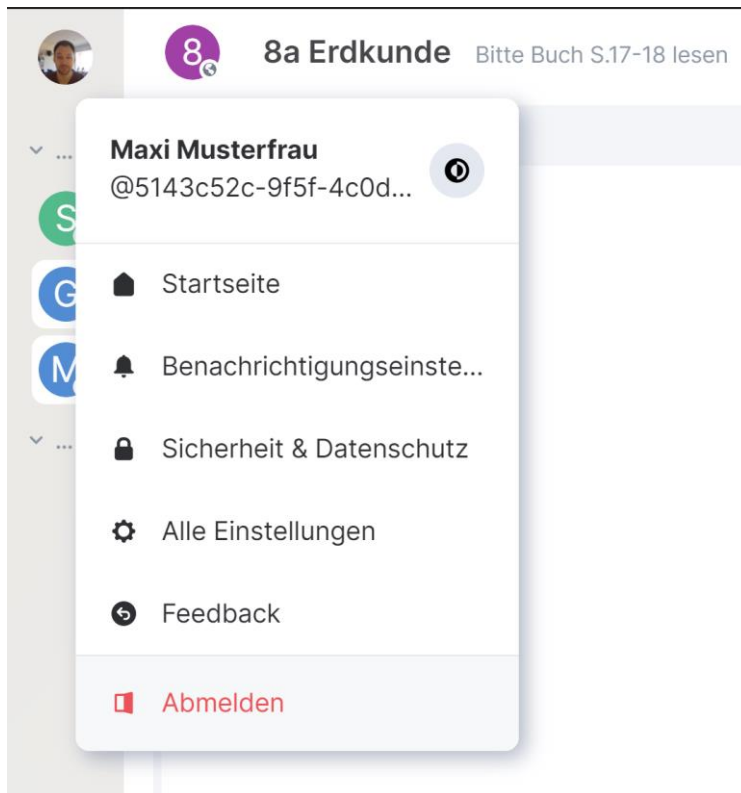 8 8a Erdkunde Bitte Buch S.17-18 lesen
...
Maxi Musterfrau
@5143c52c-9f5f-4c0d...
S
Startseite
G
Benachrichtigungseinste...
M
Sicherheit & Datenschutz
...
Alle Einstellungen
Feedback
Abmelden